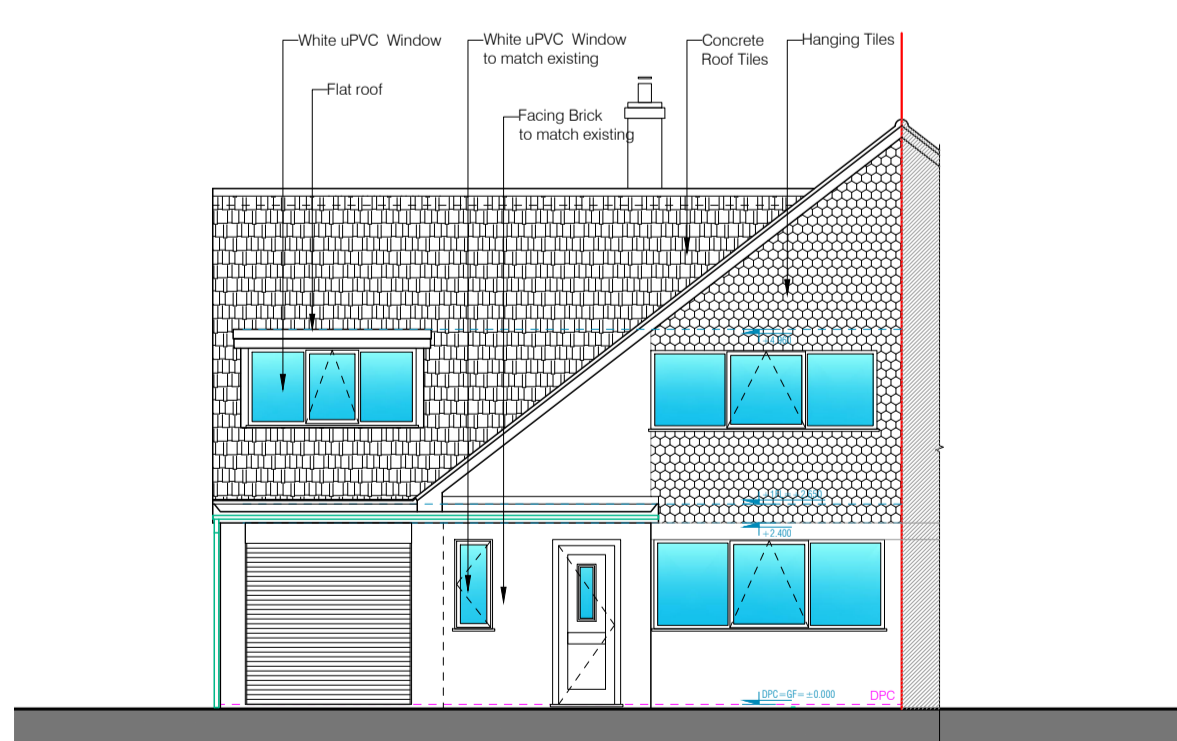 White uPVC Window
White uPVC Window
to match existing
Concrete
Roof Tiles
Hanging Tiles
Flat roof
Facing Brick
to match existing
+2.400
DPC=GF= ±0.000
DPC